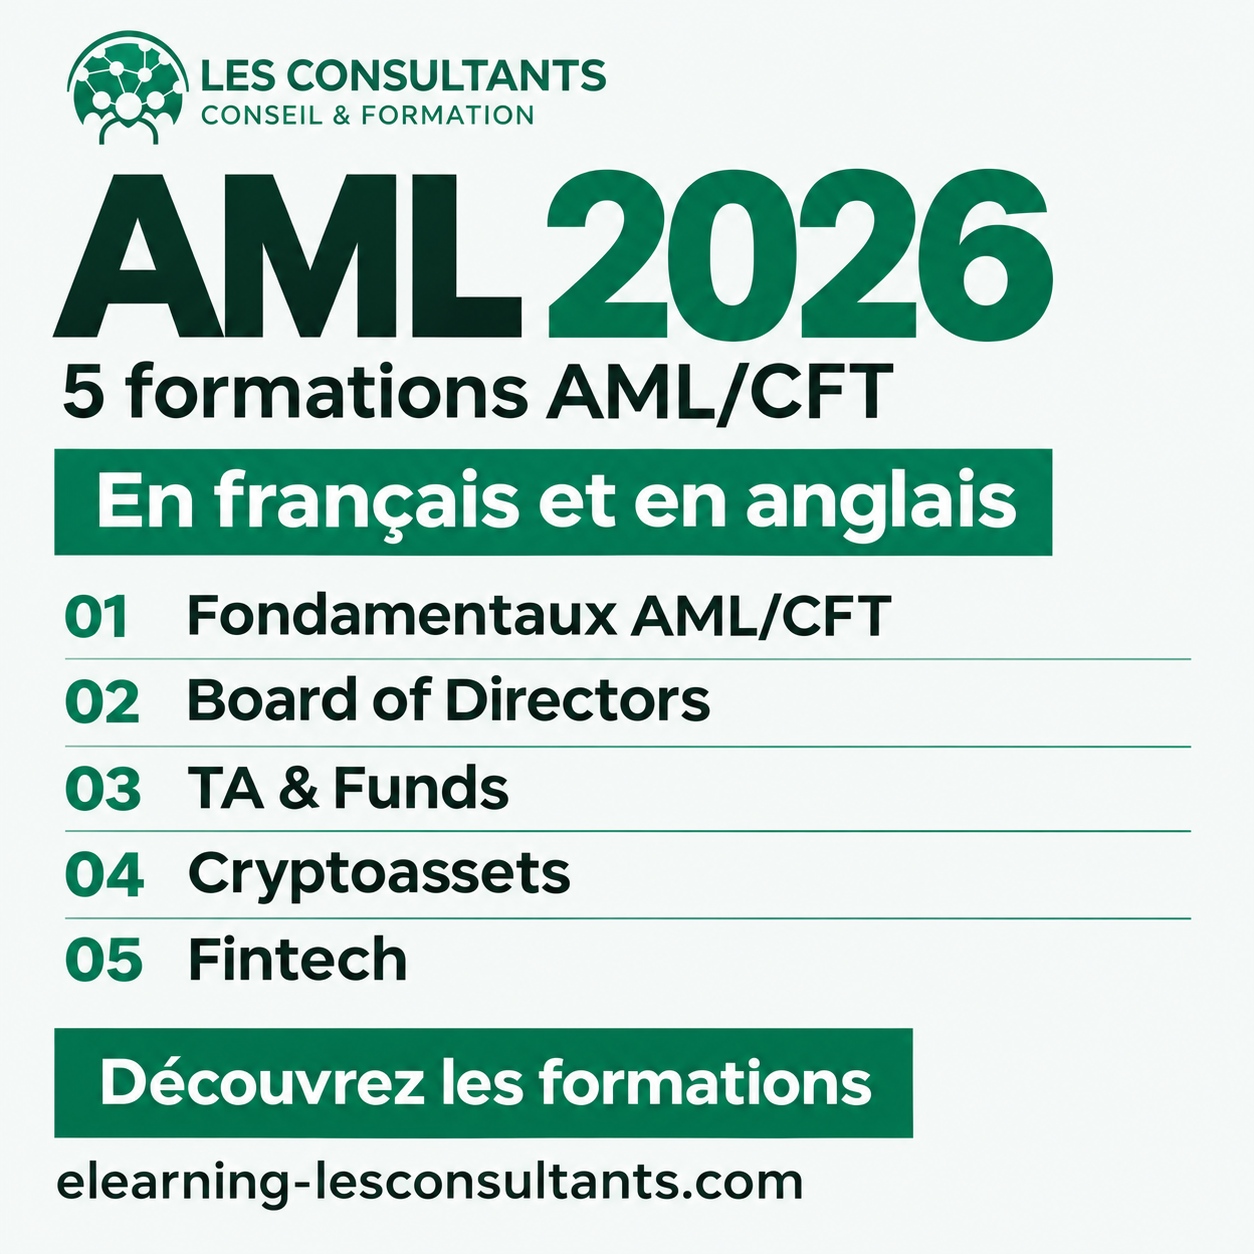 LES CONSULTANTS
CONSEIL & FORMATION
AML 2026
5 formations AML/CFT
En français et en anglais
01 Fondamentaux AML/CFT
02 Board of Directors
03 TA & Funds
04 Cryptoassets
05 Fintech
Découvrez les formations
elearning-lesconsultants.com